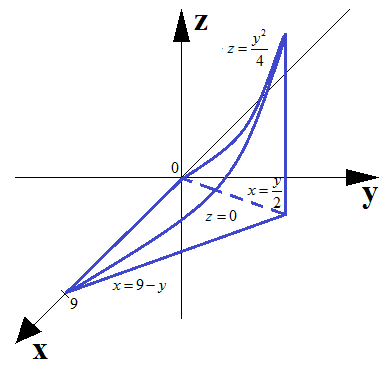 z
z = y²/4
0
y
x = y/2
z = 0
x = 9 − y
9
x